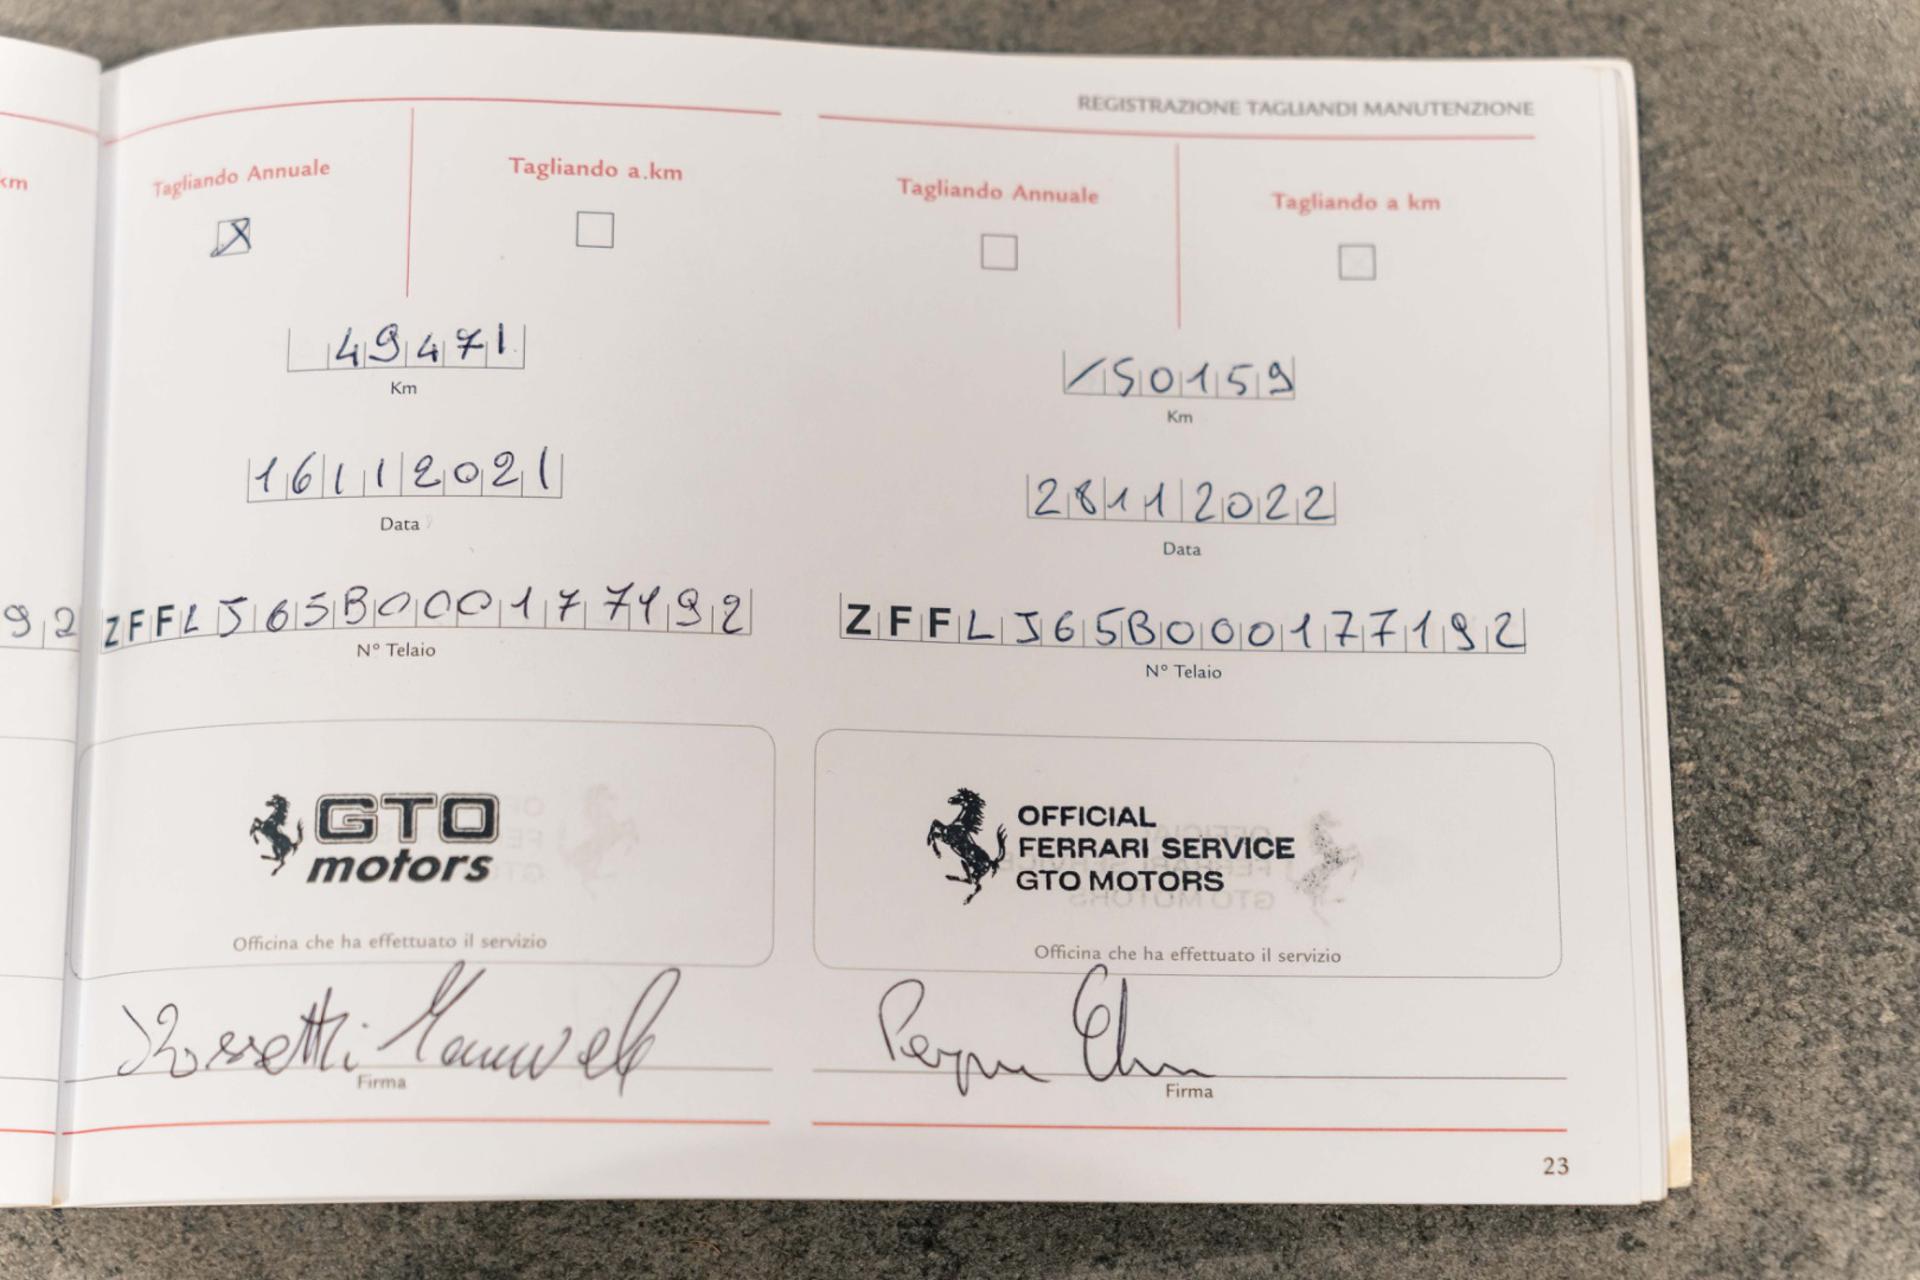 REGISTRAZIONE TAGLIANDI MANUTENZIONE
km
Tagliando Annuale
Tagliando a.km
49471
Km
16112021
Data
92
ZFFLJ65B000177192
N° Telaio
GTO
motors
Officina che ha effettuato il servizio
Rossetti
Firma
Tagliando Annuale
Tagliando a km
50159
Km
28112022
Data
ZFFLJ65B000177192
N° Telaio
OFFICIAL
FERRARI SERVICE
GTO MOTORS
Officina che ha effettuato il servizio
Firma
23